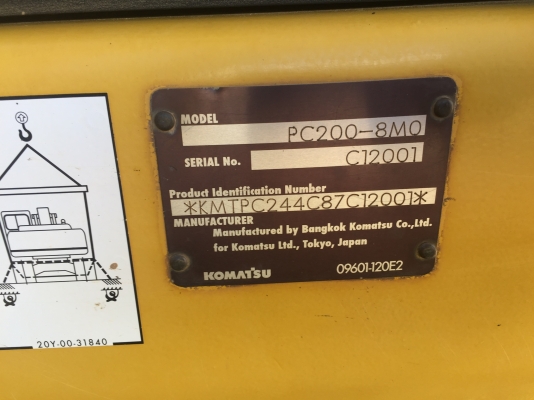 MODEL
PC200-8M0
SERIAL No.
C12001
Product Identification Number
*KMTPC244C87C12001*
MANUFACTURER
Manufactured by Bangkok Komatsu Co.,Ltd.
for Komatsu Ltd., Tokyo, Japan
KOMATSU
09601-120E2
20Y-00-31840